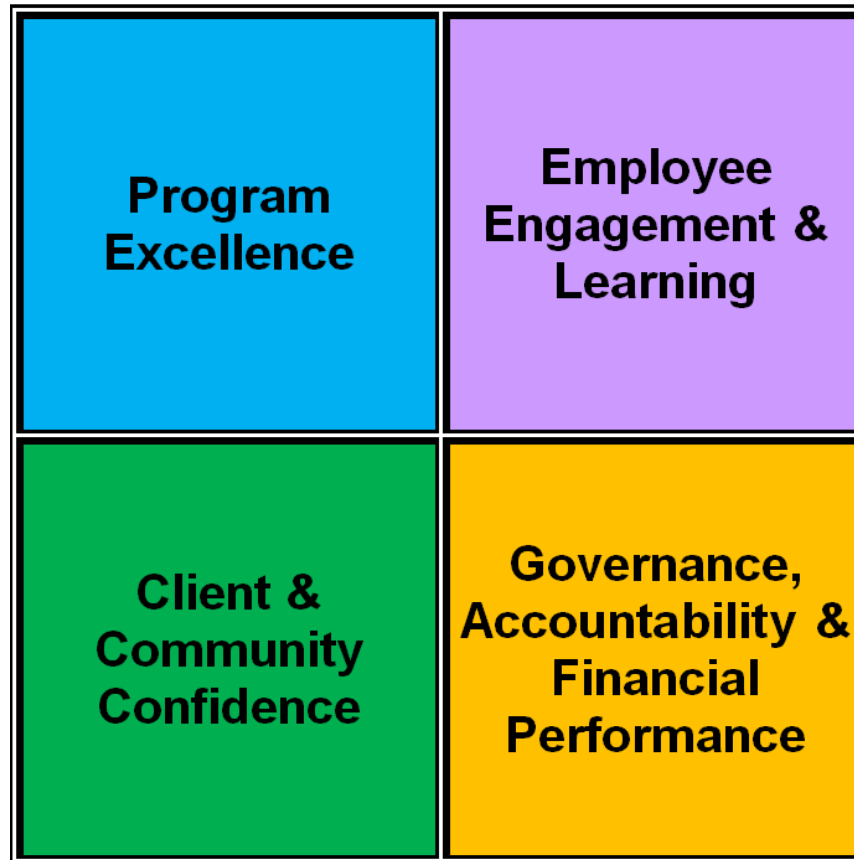 Program
Excellence
Employee
Engagement &
Learning
Client &
Community
Confidence
Governance,
Accountability &
Financial
Performance